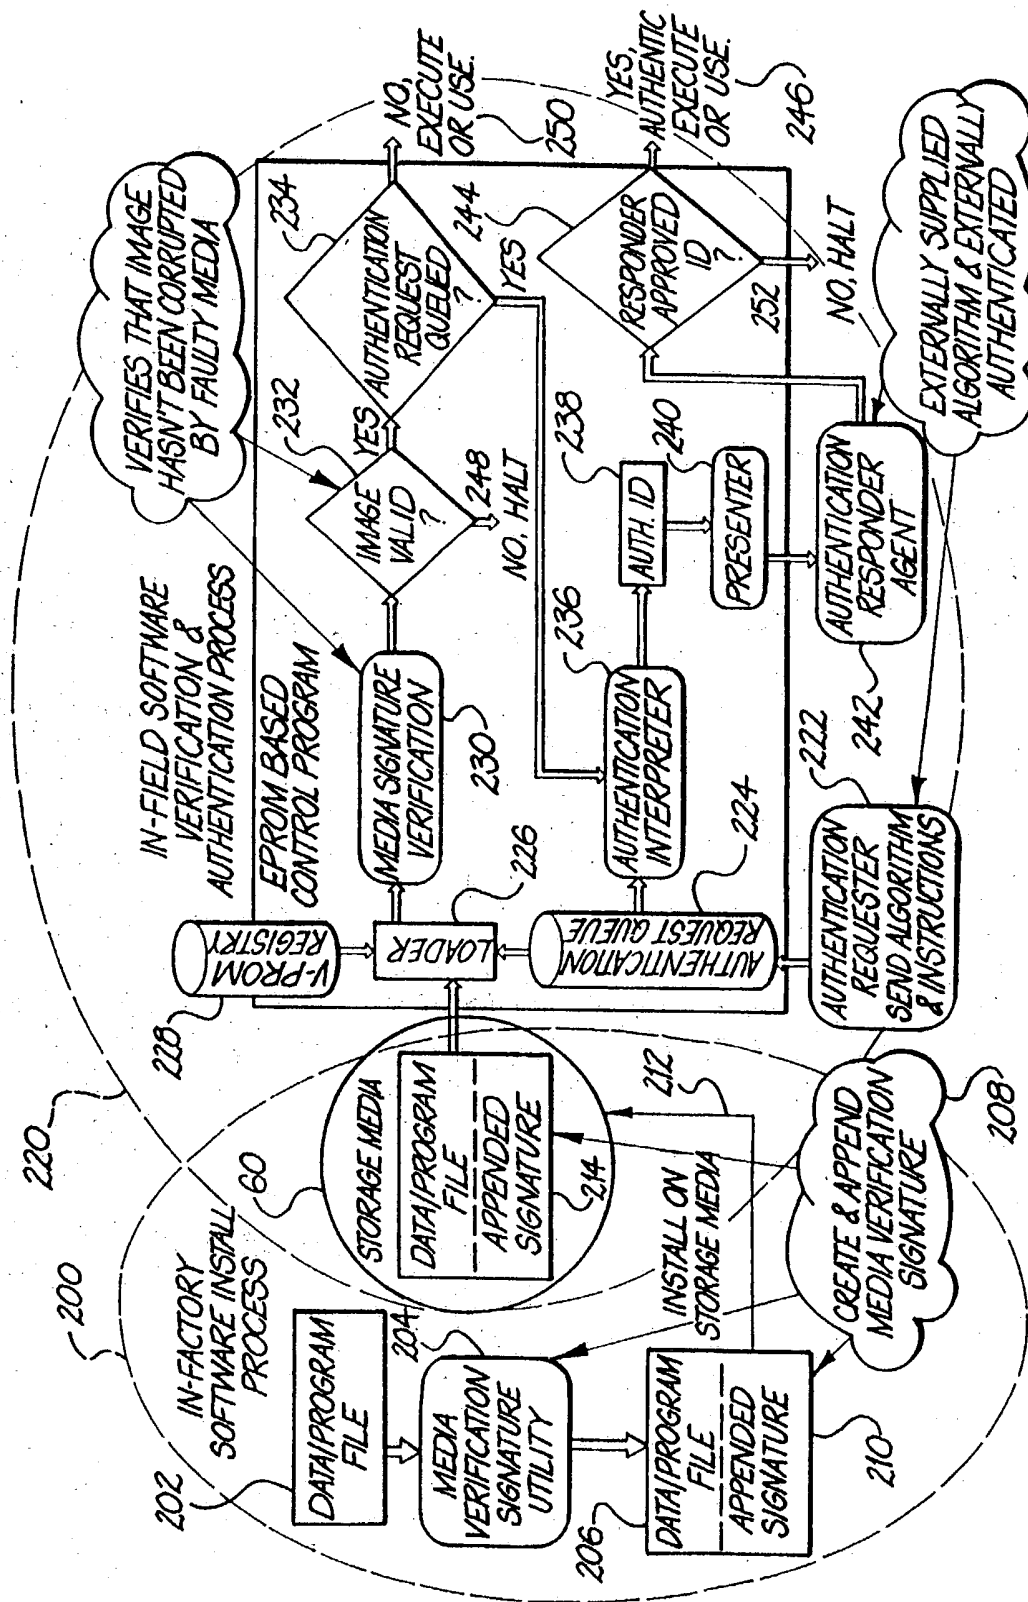 200
IN-FACTORY
SOFTWARE INSTALL
PROCESS
202
DATA/PROGRAM
FILE
204
MEDIA
VERIFICATION
SIGNATURE
UTILITY
206
DATA/PROGRAM
FILE
APPENDED
SIGNATURE
210
INSTALL ON
STORAGE MEDIA
212
CREATE & APPEND
MEDIA VERIFICATION
SIGNATURE
208
60
STORAGE MEDIA
DATA/PROGRAM
FILE
APPENDED
SIGNATURE
214
220
IN-FIELD SOFTWARE
VERIFICATION &
AUTHENTICATION PROCESS
228
V-PROM
REGISTRY
EPROM BASED
CONTROL PROGRAM
LOADER
226
AUTHENTICATION
REQUEST QUEUE
224
AUTHENTICATION
REQUESTER
SEND ALGORITHM
& INSTRUCTIONS
222
MEDIA SIGNATURE
VERIFICATION
230
VERIFIES THAT IMAGE
HASN'T BEEN CORRUPTED
BY FAULTY MEDIA
232
IMAGE
VALID
?
YES
248
NO, HALT
234
AUTHENTICATION
REQUEST
QUEUED
?
YES
NO,
EXECUTE
OR USE.
250
AUTHENTICATION
INTERPRETER
236
AUTH. ID
238
PRESENTER
240
AUTHENTICATION
RESPONDER
AGENT
242
244
RESPONDER
APPROVED
ID
?
252
NO, HALT
YES,
AUTHENTIC
EXECUTE
OR USE.
246
EXTERNALLY SUPPLIED
ALGORITHM & EXTERNALLY
AUTHENTICATED